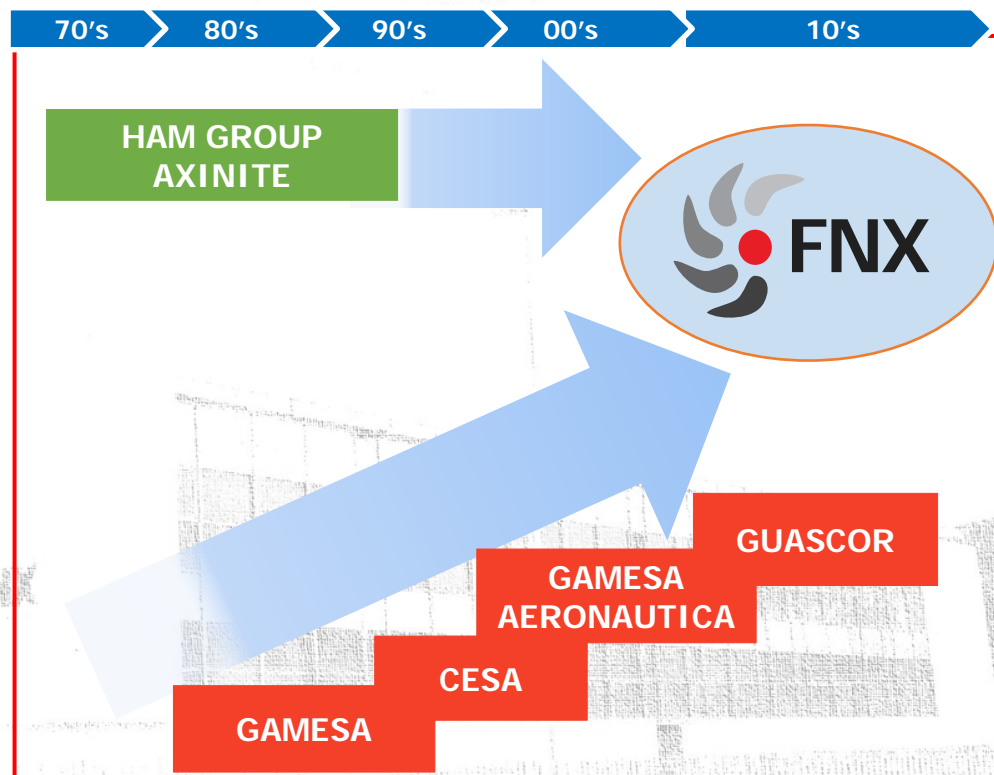 70's 80's 90's 00's 10's
HAM GROUP
AXINITE
FNX
GUASCOR
GAMESA
AERONAUTICA
CESA
GAMESA